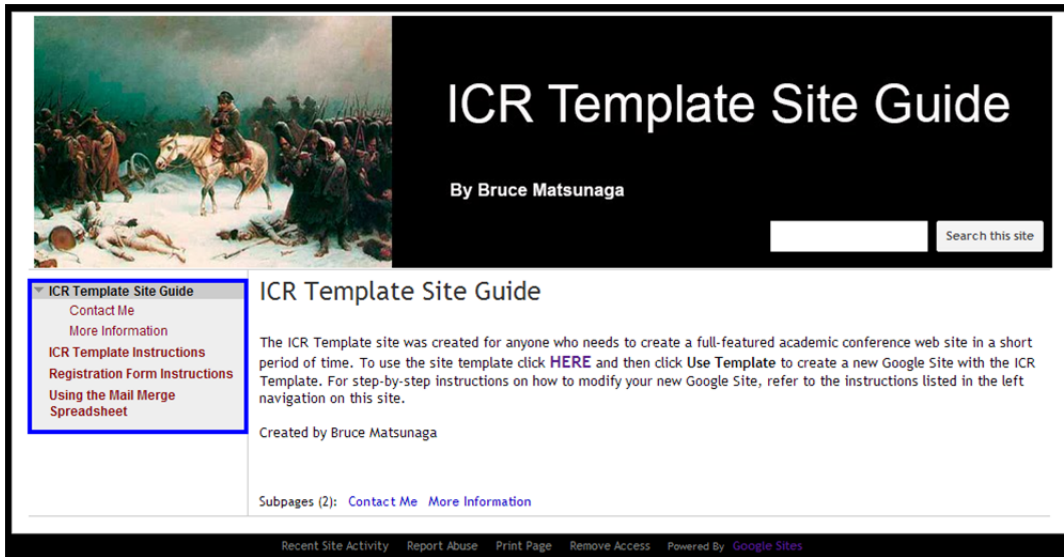 ICR Template Site Guide
By Bruce Matsunaga
Search this site
ICR Template Site Guide
Contact Me
More Information
ICR Template Instructions
Registration Form Instructions
Using the Mail Merge
Spreadsheet
ICR Template Site Guide
The ICR Template site was created for anyone who needs to create a full-featured academic conference web site in a short
period of time. To use the site template click HERE and then click Use Template to create a new Google Site with the ICR
Template. For step-by-step instructions on how to modify your new Google Site, refer to the instructions listed in the left
navigation on this site.
Created by Bruce Matsunaga
Subpages (2): Contact Me More Information
Recent Site Activity Report Abuse Print Page Remove Access Powered By Google Sites